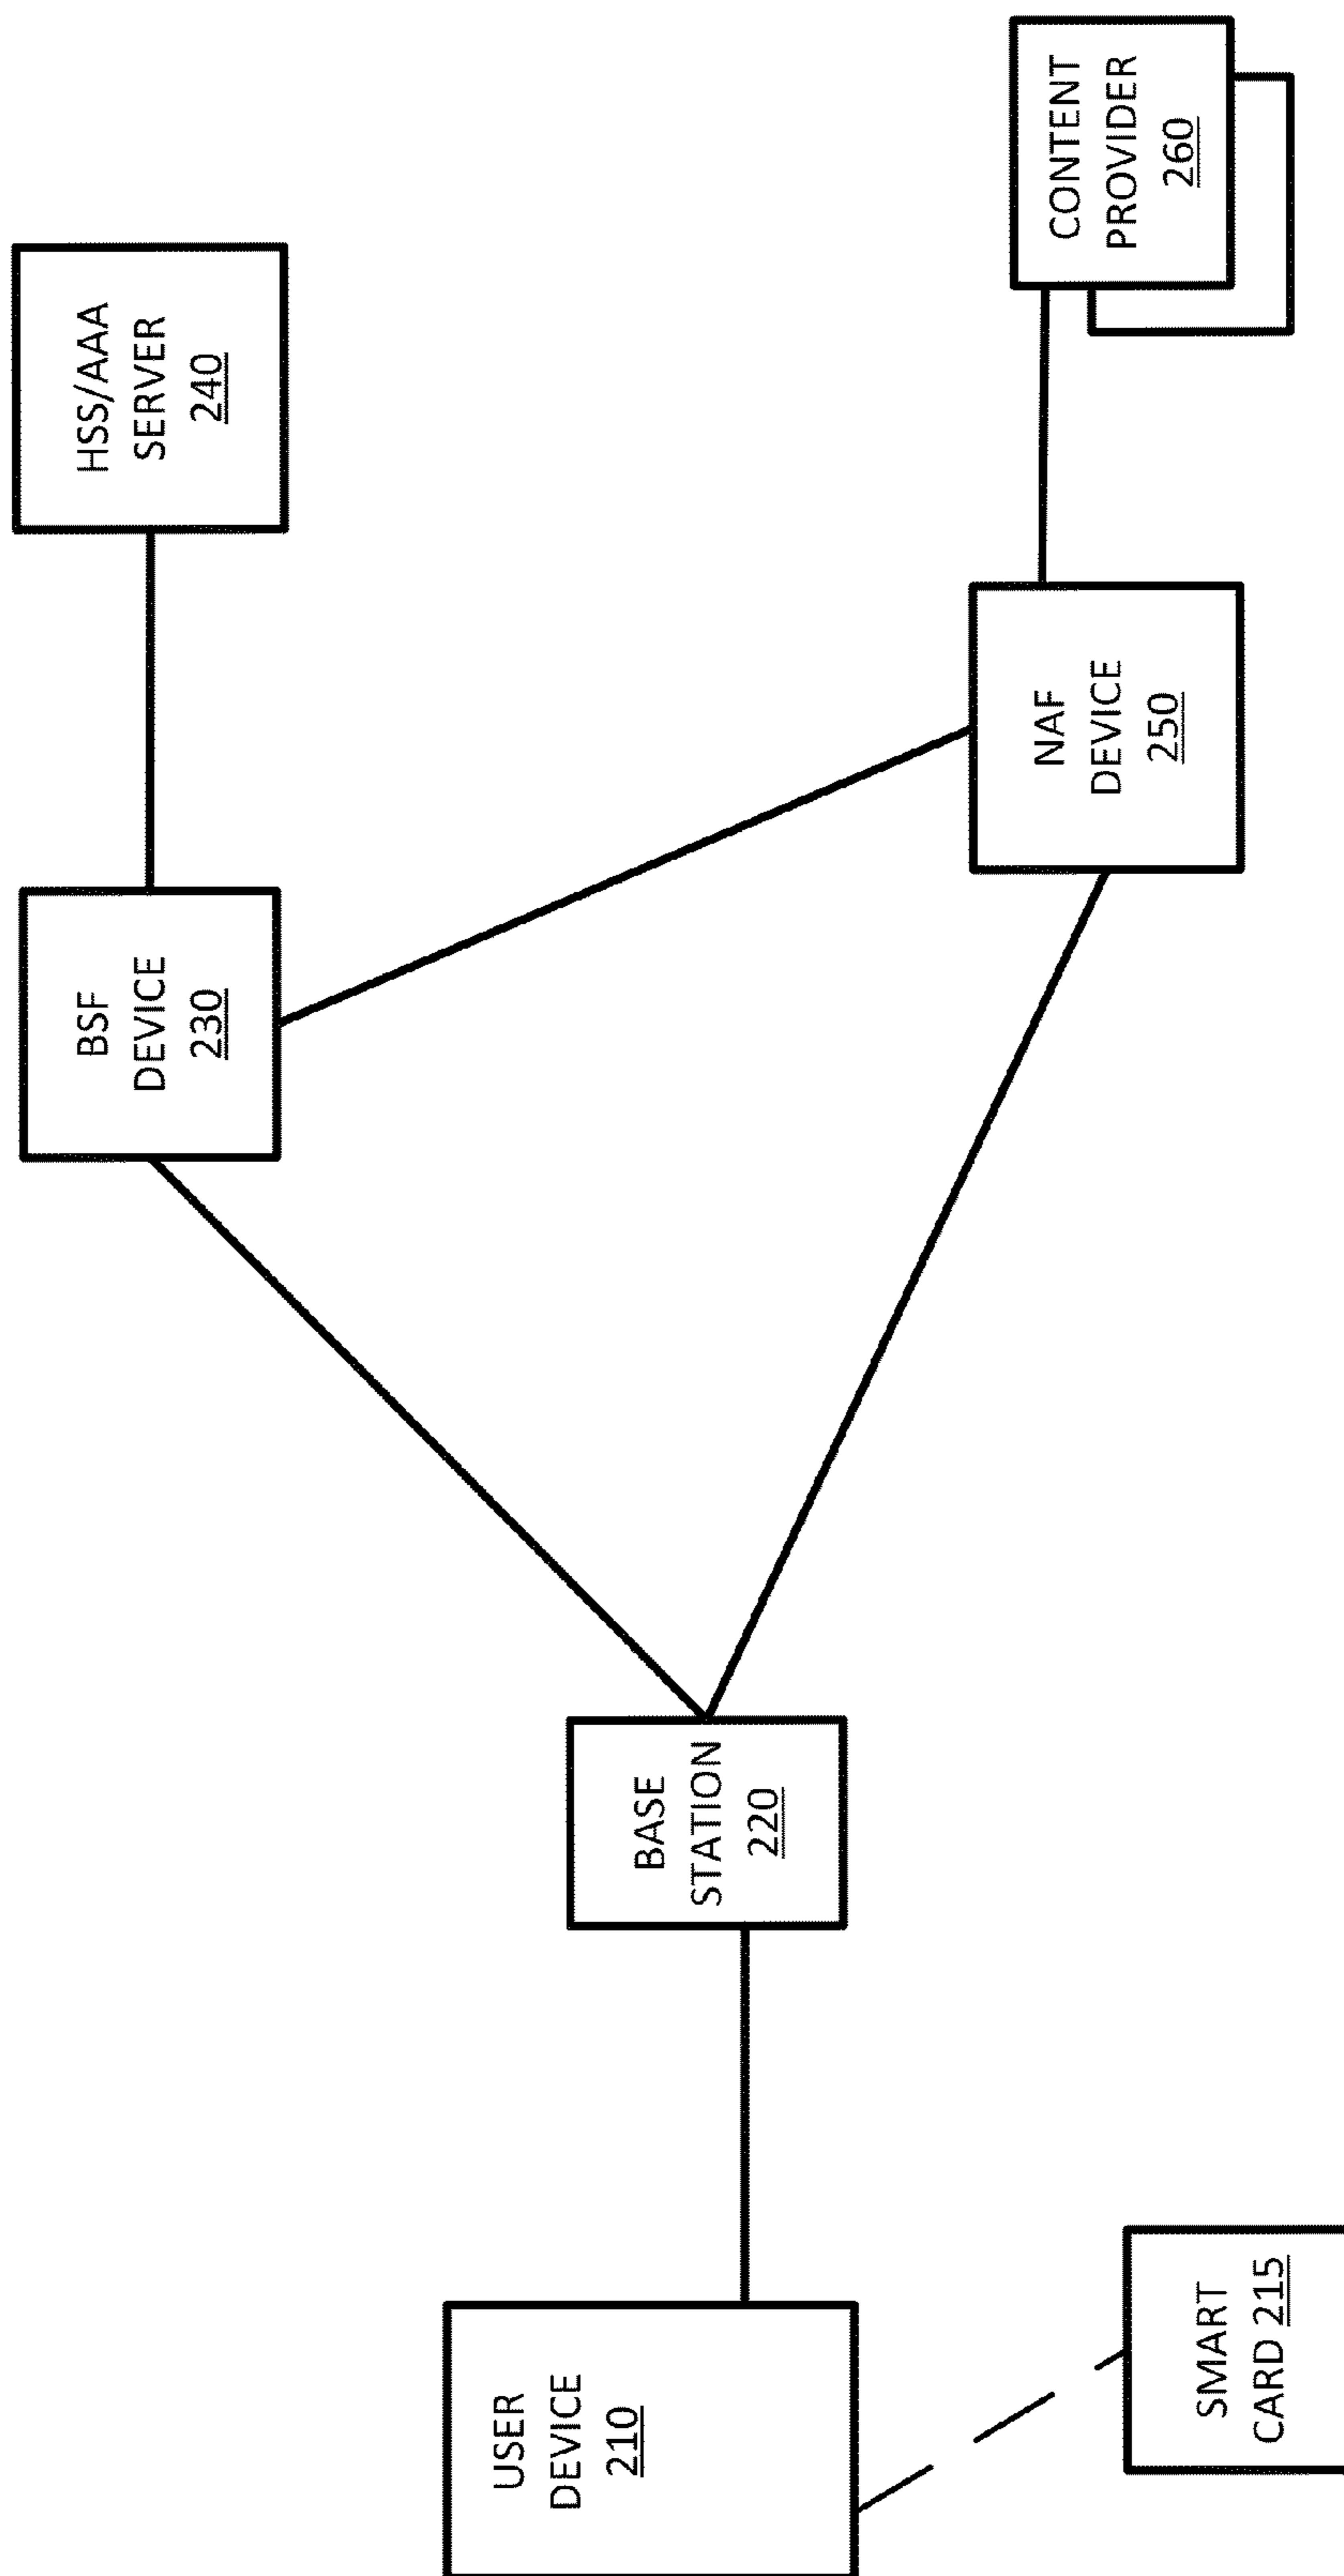 USER
DEVICE
210
SMART
CARD 215
BASE
STATION
220
BSF
DEVICE
230
HSS/AAA
SERVER
240
NAF
DEVICE
250
CONTENT
PROVIDER
260